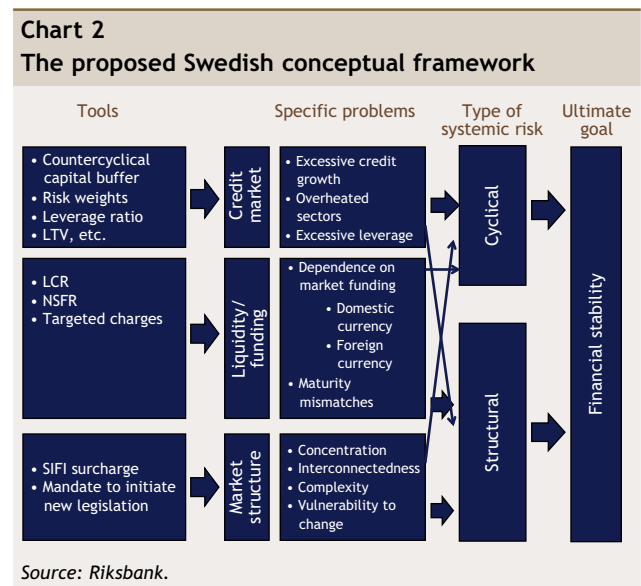 Chart 2
The proposed Swedish conceptual framework
Tools
Specific problems
Type of
systemic risk
Ultimate
goal
• Countercyclical
capital buffer
• Risk weights
• Leverage ratio
• LTV, etc.
Credit
market
• Excessive credit
growth
• Overheated
sectors
• Excessive leverage
Cyclical
• LCR
• NSFR
• Targeted charges
Liquidity/
funding
• Dependence on
market funding
• Domestic
currency
• Foreign
currency
• Maturity
mismatches
Structural
Financial stability
• SIFI surcharge
• Mandate to initiate
new legislation
Market
structure
• Concentration
• Interconnectedness
• Complexity
• Vulnerability to
change
Source: Riksbank.